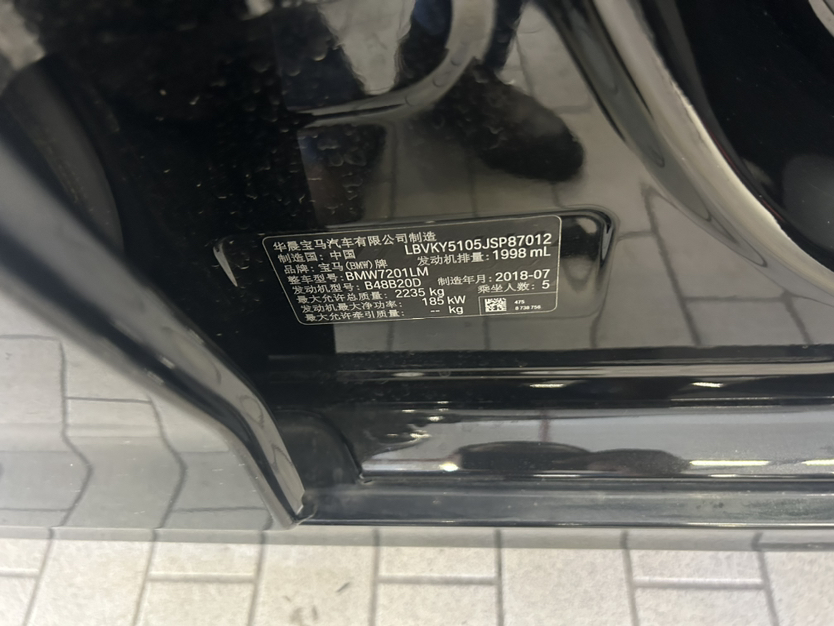 华晨宝马汽车有限公司制造
制造国：中国 LBVKY5105JSP87012
品牌：宝马(BMW)牌 发动机排量：1998 mL
整车型号：BMW7201LM
发动机型号：B48B20D 制造年月：2018-07
最大允许总质量：2235 kg 乘坐人数：5
发动机最大净功率：185 kW
最大允许牵引质量：-- kg
475
8 738 756